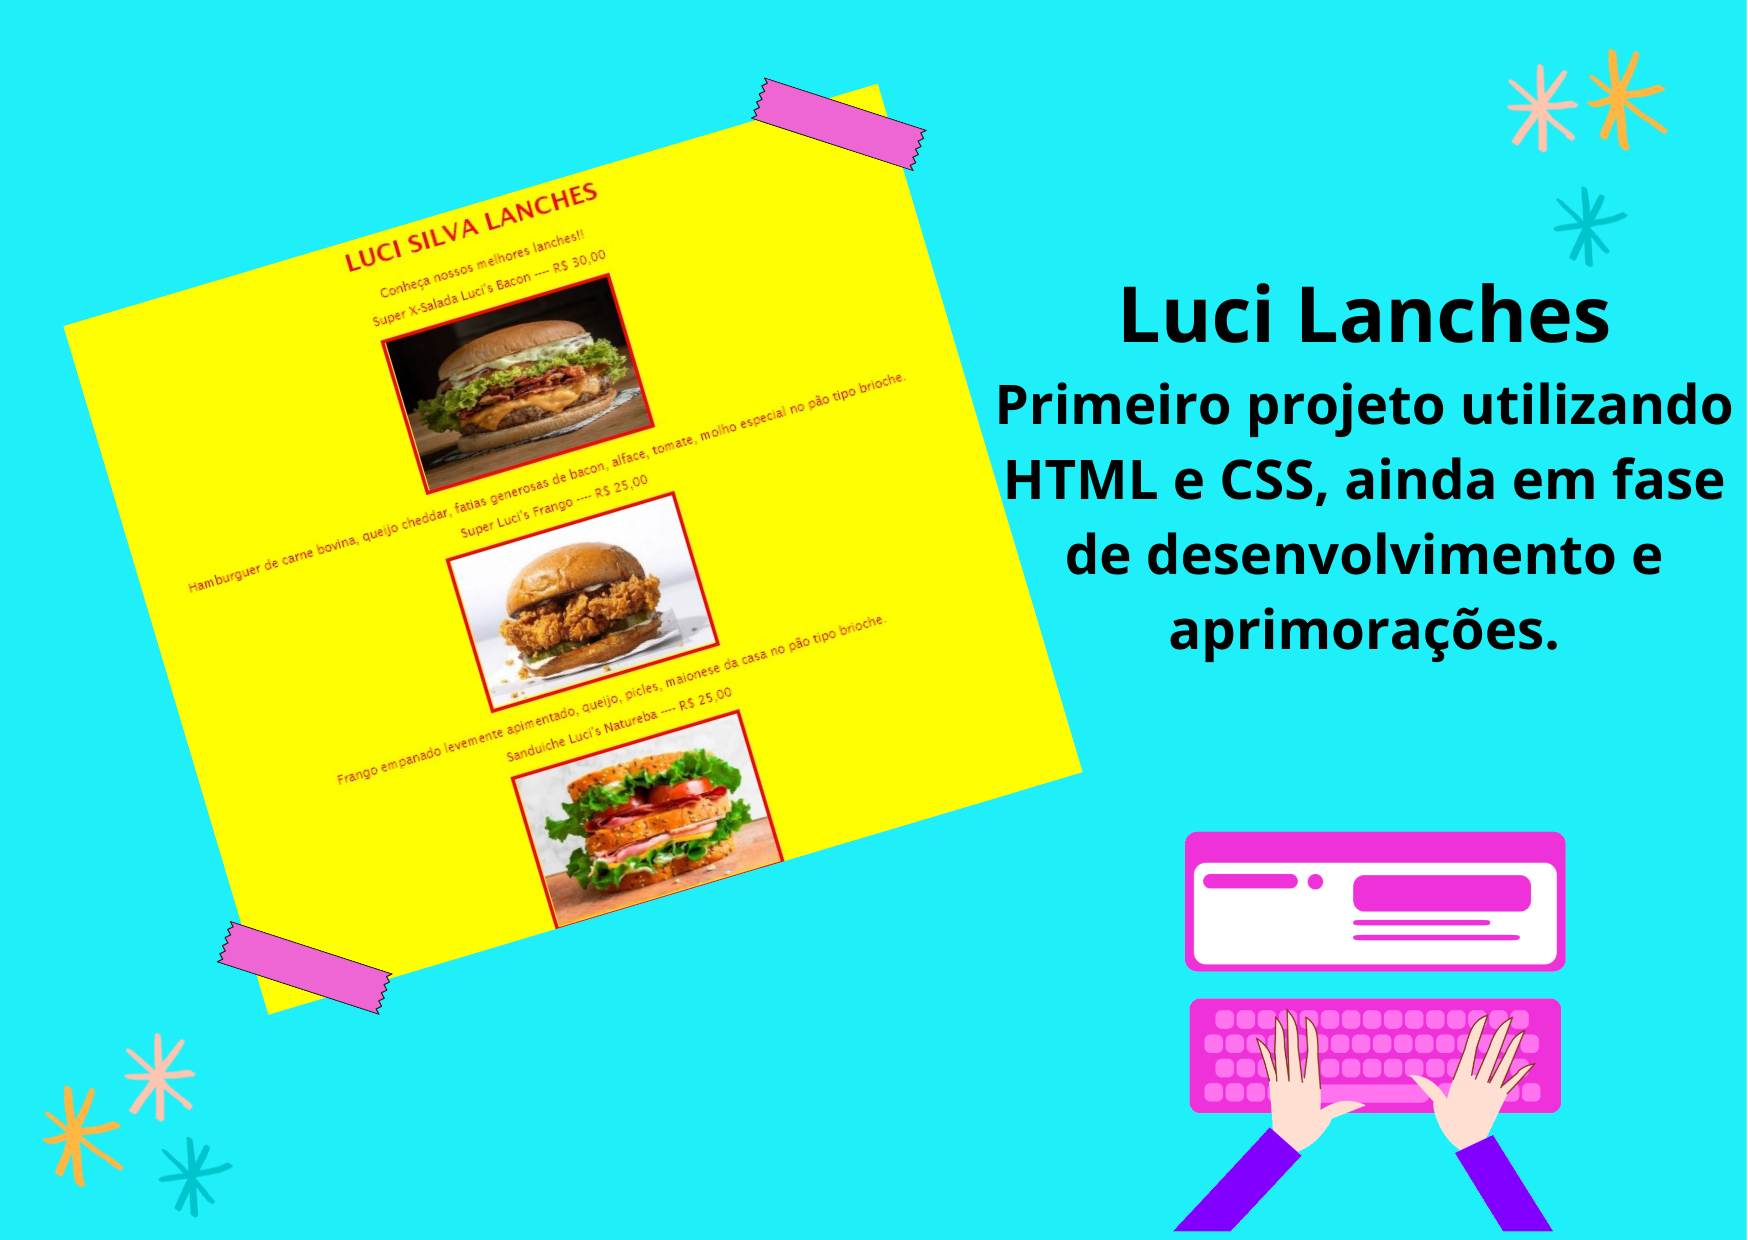 LUCI SILVA LANCHES
Conheça nossos melhores lanches!!
Super X-Salada Luci's Bacon ---- R$ 30,00
Hamburguer de carne bovina, queijo cheddar, fatias generosas de bacon, alface, tomate, molho especial no pão tipo brioche.
Super Luci's Frango ---- R$ 25,00
Frango empanado levemente apimentado, queijo, picles, maionese da casa no pão tipo brioche.
Sanduiche Luci's Natureba ---- R$ 25,00
Luci Lanches
Primeiro projeto utilizando
HTML e CSS, ainda em fase
de desenvolvimento e
aprimorações.